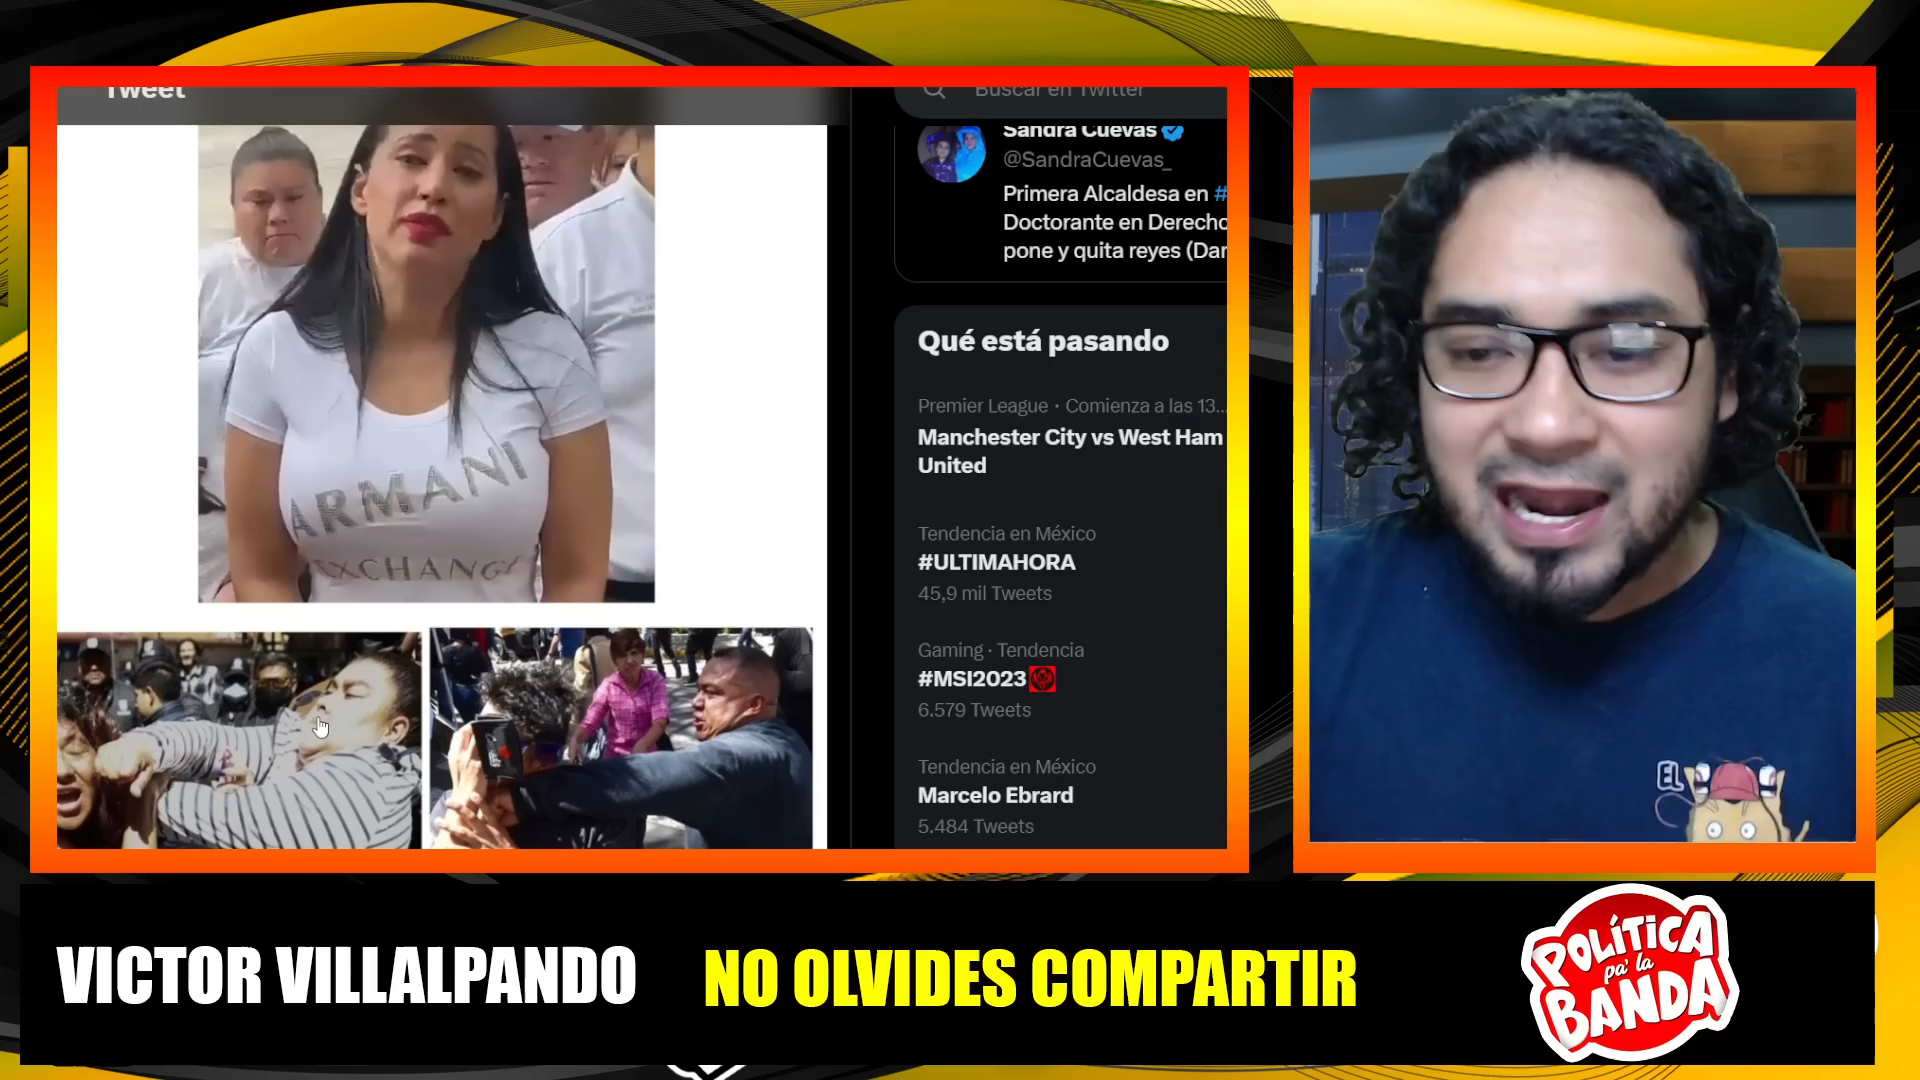 Tweet
Buscar en Twitter
Sandra Cuevas
@SandraCuevas_
Primera Alcaldesa en #
Doctorante en Derecho
pone y quita reyes (Dar
Qué está pasando
Premier League · Comienza a las 13...
Manchester City vs West Ham
United
Tendencia en México
#ULTIMAHORA
45,9 mil Tweets
Gaming · Tendencia
#MSI2023
6.579 Tweets
Tendencia en México
Marcelo Ebrard
5.484 Tweets
ARMANI
EXCHANGE
EL
VICTOR VILLALPANDO
NO OLVIDES COMPARTIR
POLÍTICA
pa' la
BANDA